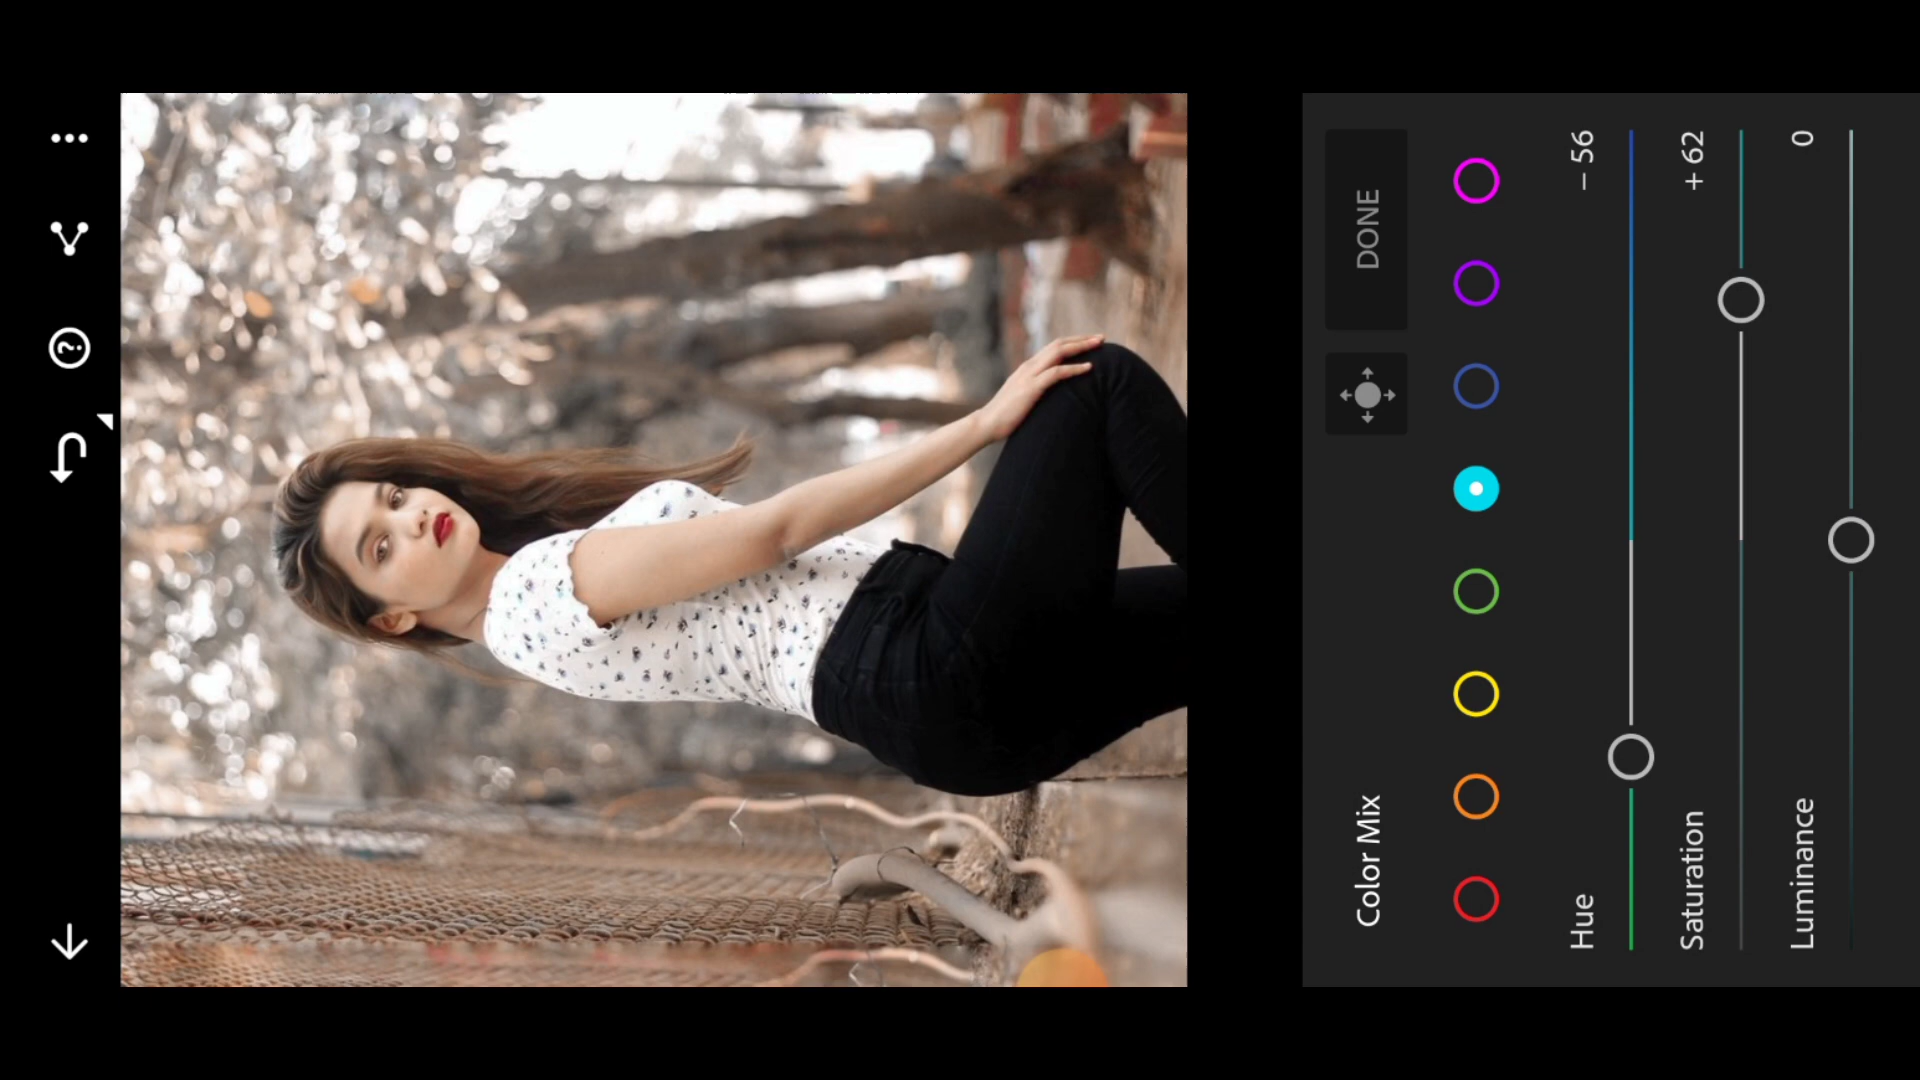 DONE
Color Mix
Hue
− 56
Saturation
+ 62
Luminance
0